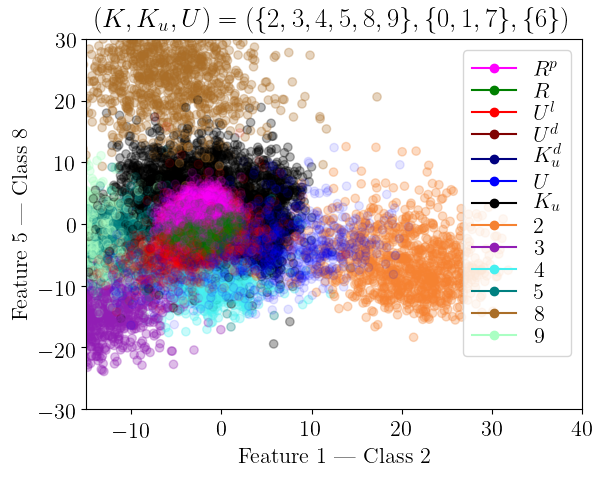 (K, K_u, U) = ({2, 3, 4, 5, 8, 9}, {0, 1, 7}, {6})
30
20
10
0
−10
−20
−30
Feature 5 — Class 8
R^p
R
U^l
U^d
K_u^d
U
K_u
2
3
4
5
8
9
−10
0
10
20
30
40
Feature 1 — Class 2